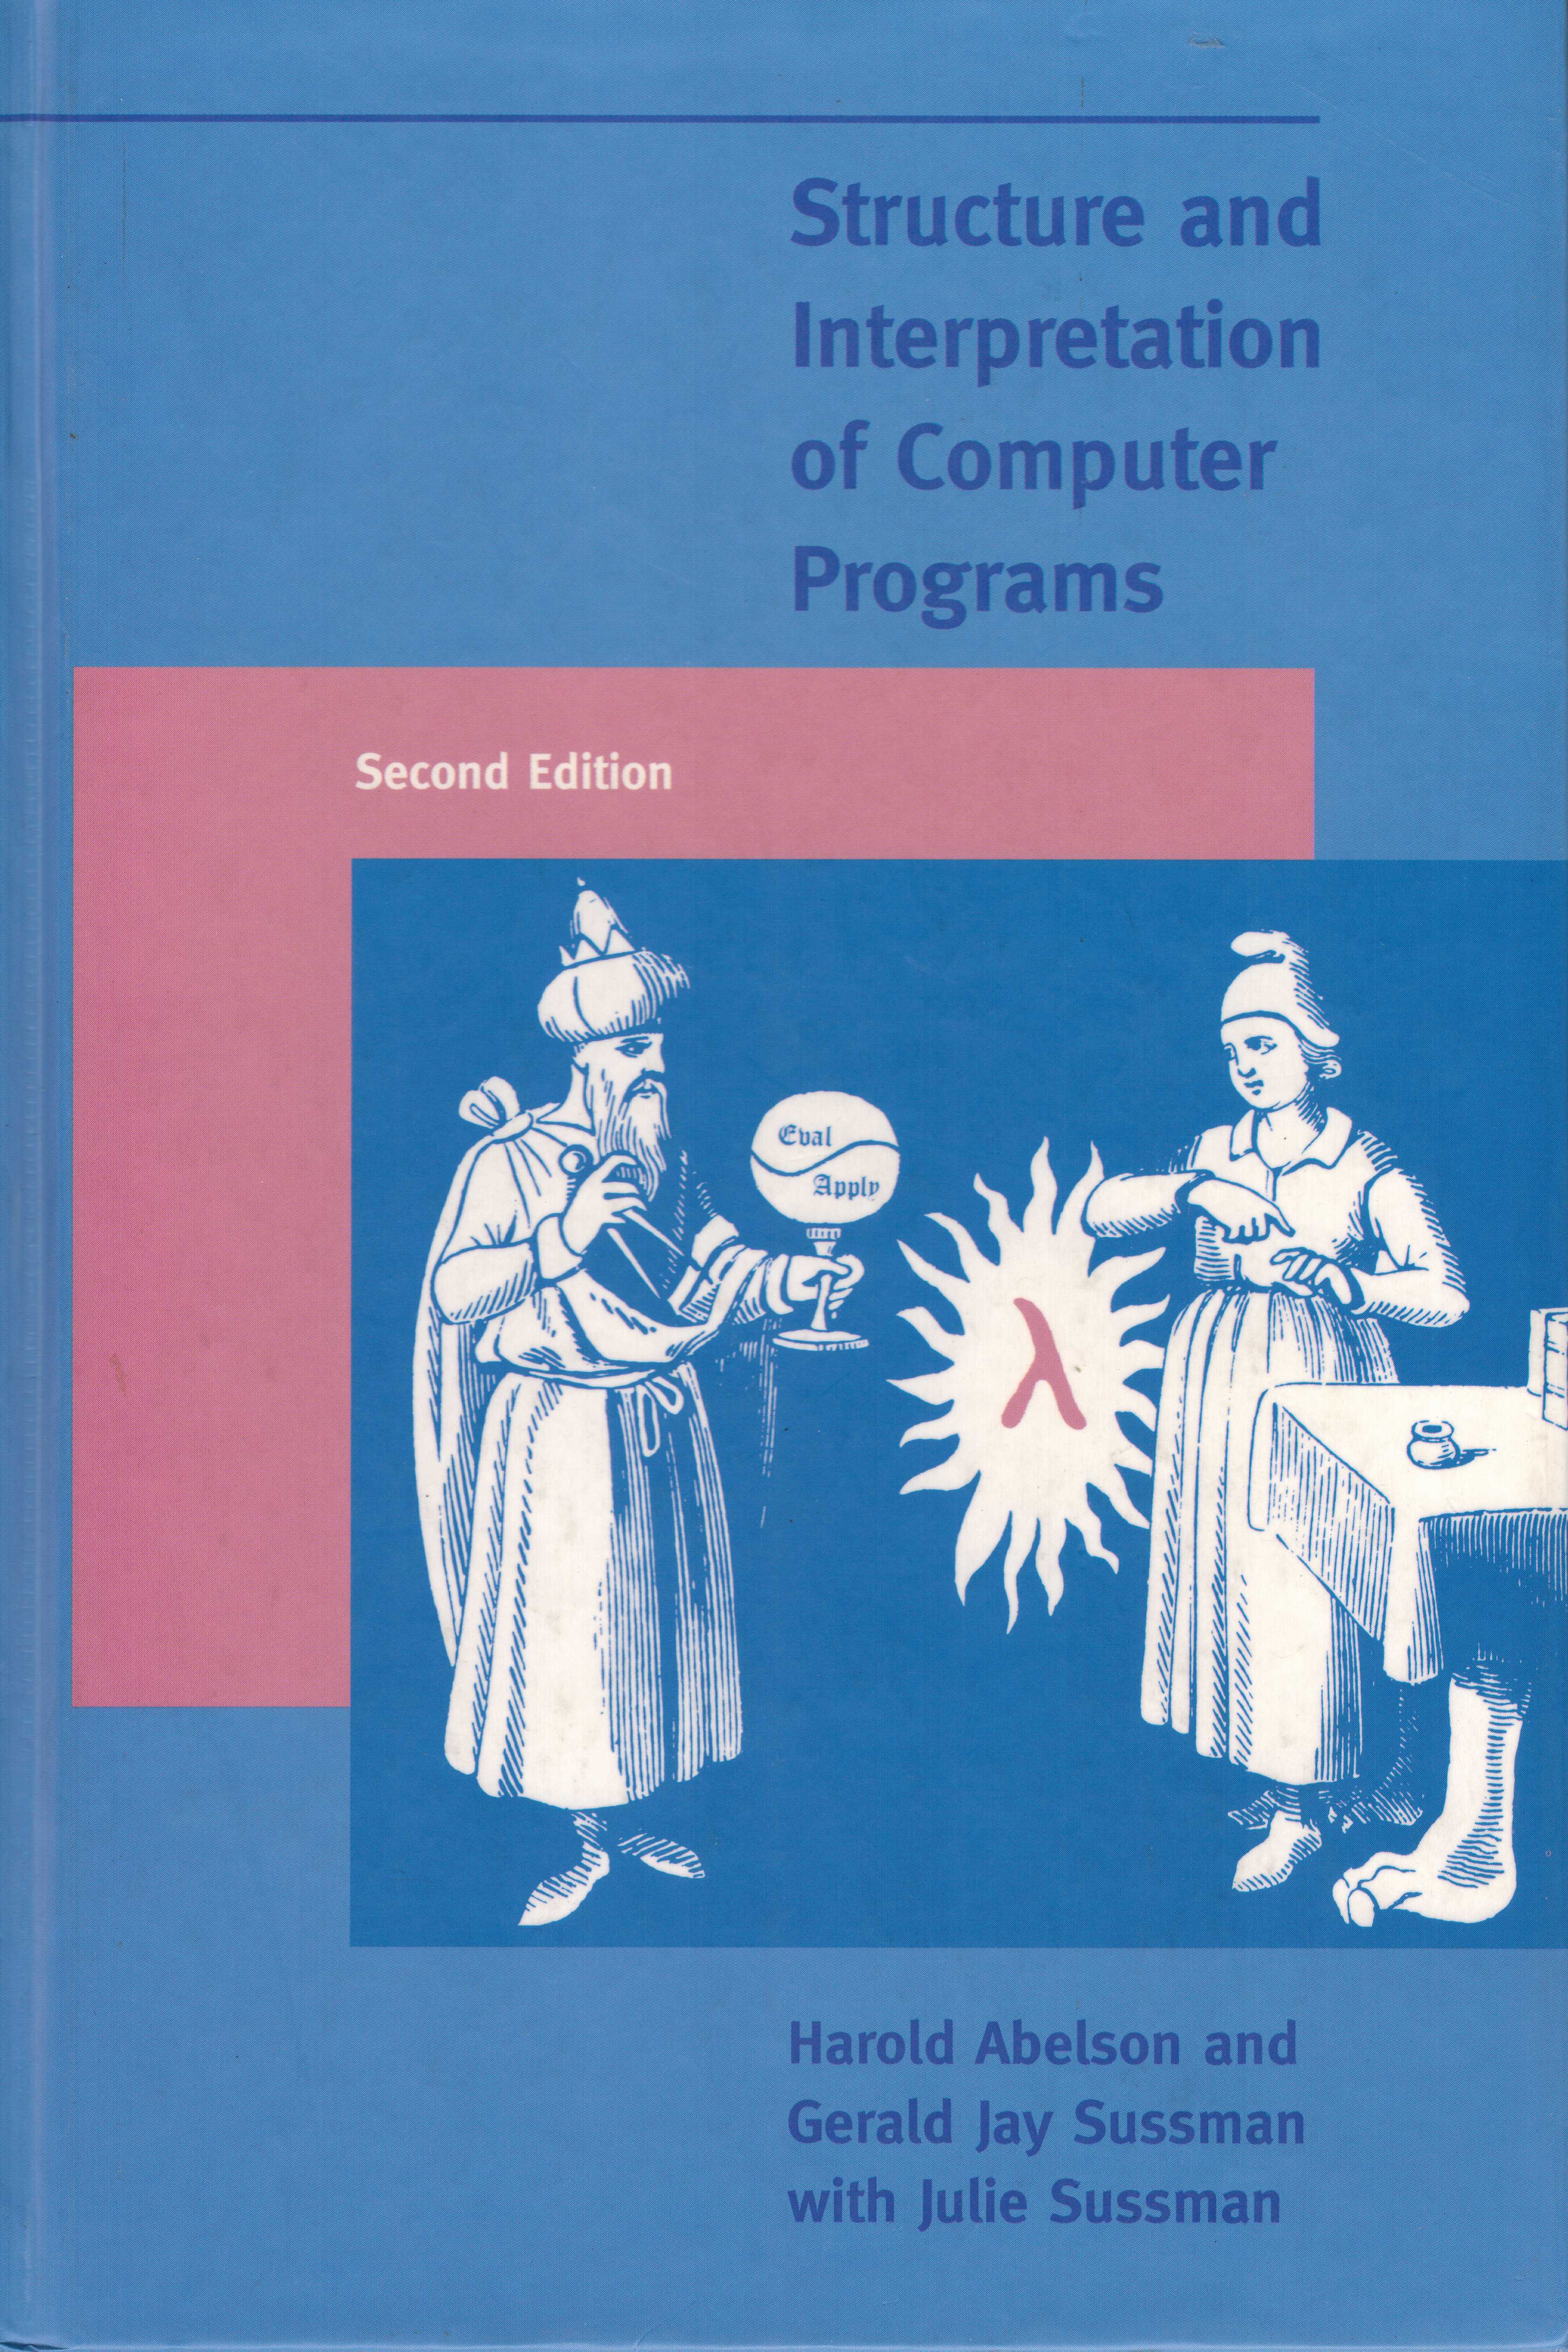 Structure and
Interpretation
of Computer
Programs
Second Edition
Eval
Apply
λ
Harold Abelson and
Gerald Jay Sussman
with Julie Sussman